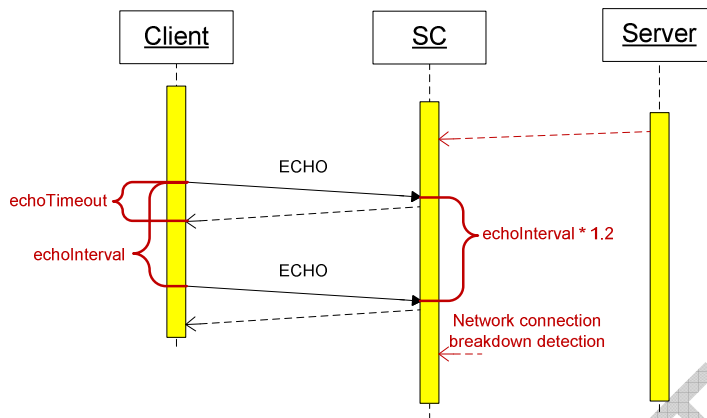 Client
SC
Server
ECHO
echoTimeout
echoInterval * 1.2
echoInterval
ECHO
Network connection
breakdown detection